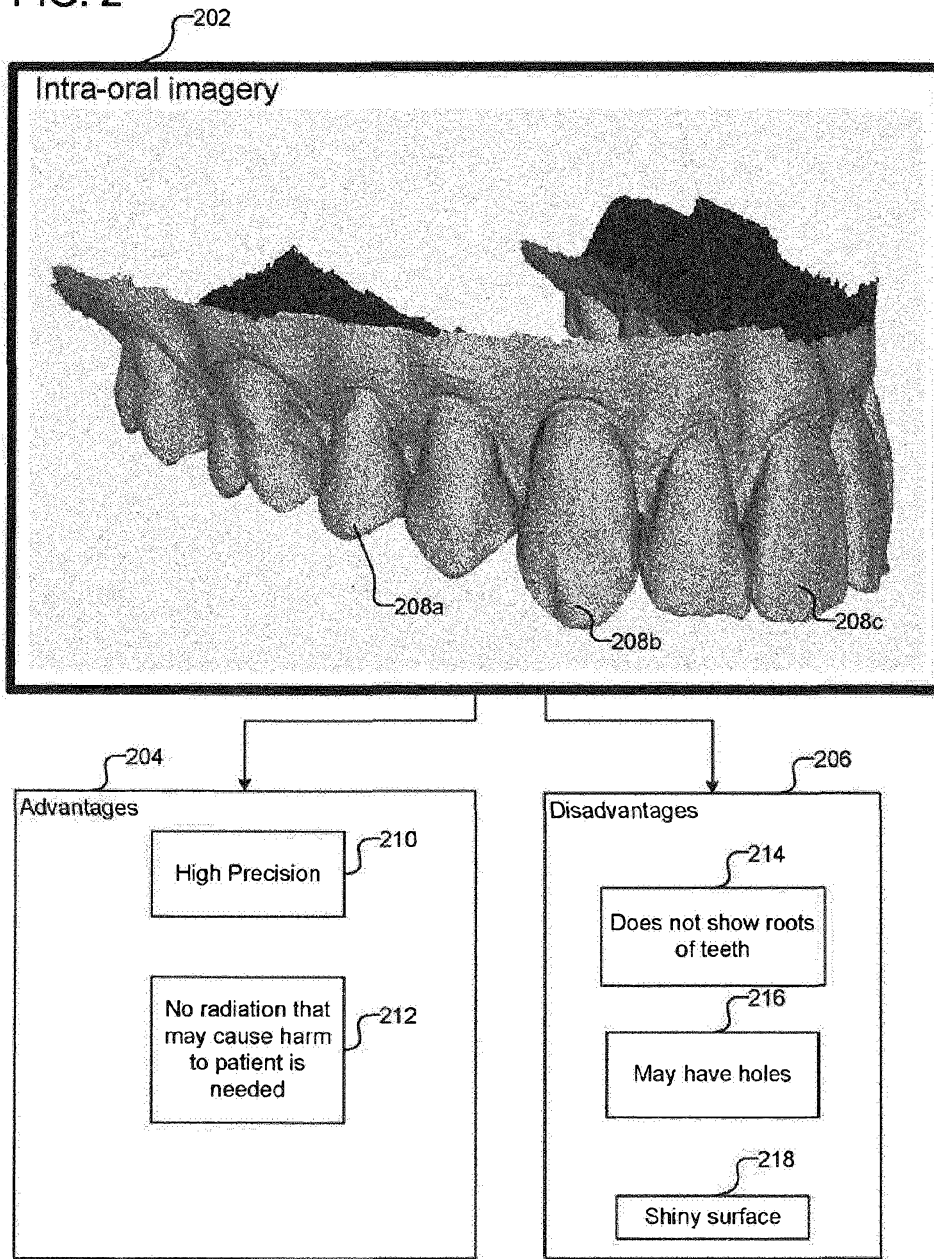 FIG. 2
202
Intra-oral imagery
208a
208b
208c
204
206
Advantages
High Precision
210
No radiation that
may cause harm
to patient is
needed
212
Disadvantages
214
Does not show roots
of teeth
216
May have holes
218
Shiny surface